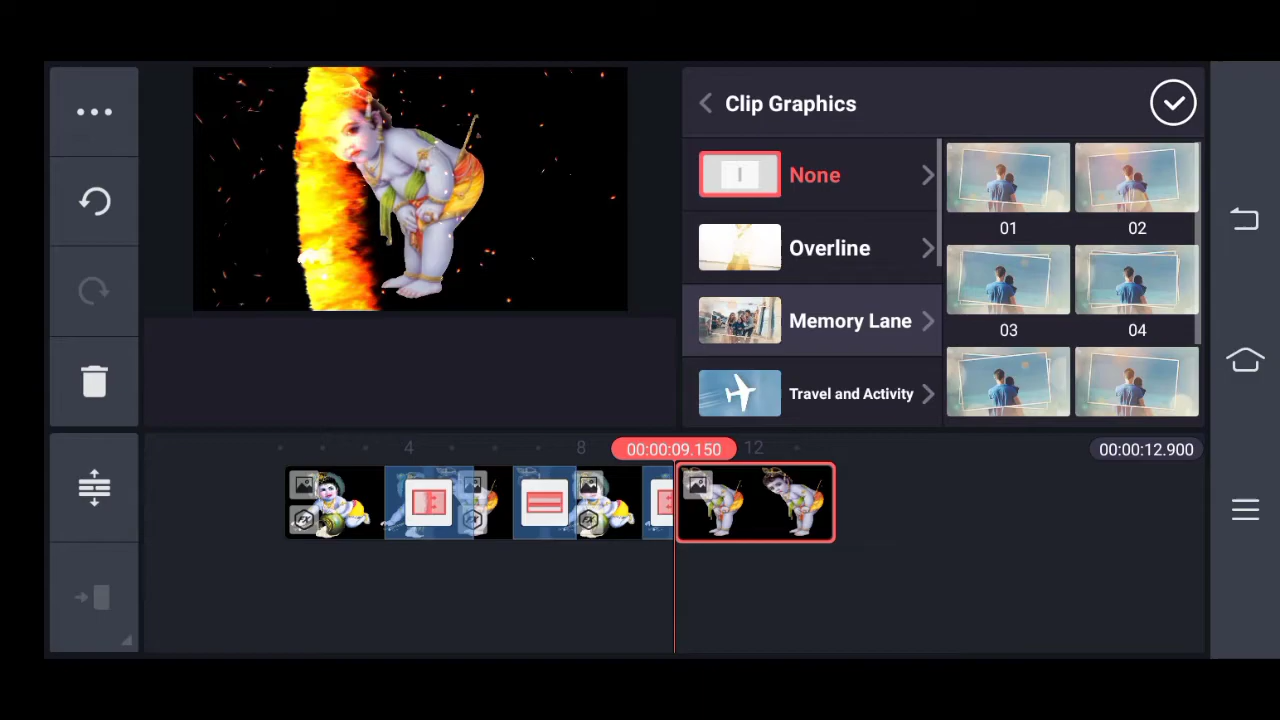 Clip Graphics
None
Overline
Memory Lane
Travel and Activity
01
02
03
04
4
8
00:00:09.150
12
00:00:12.900